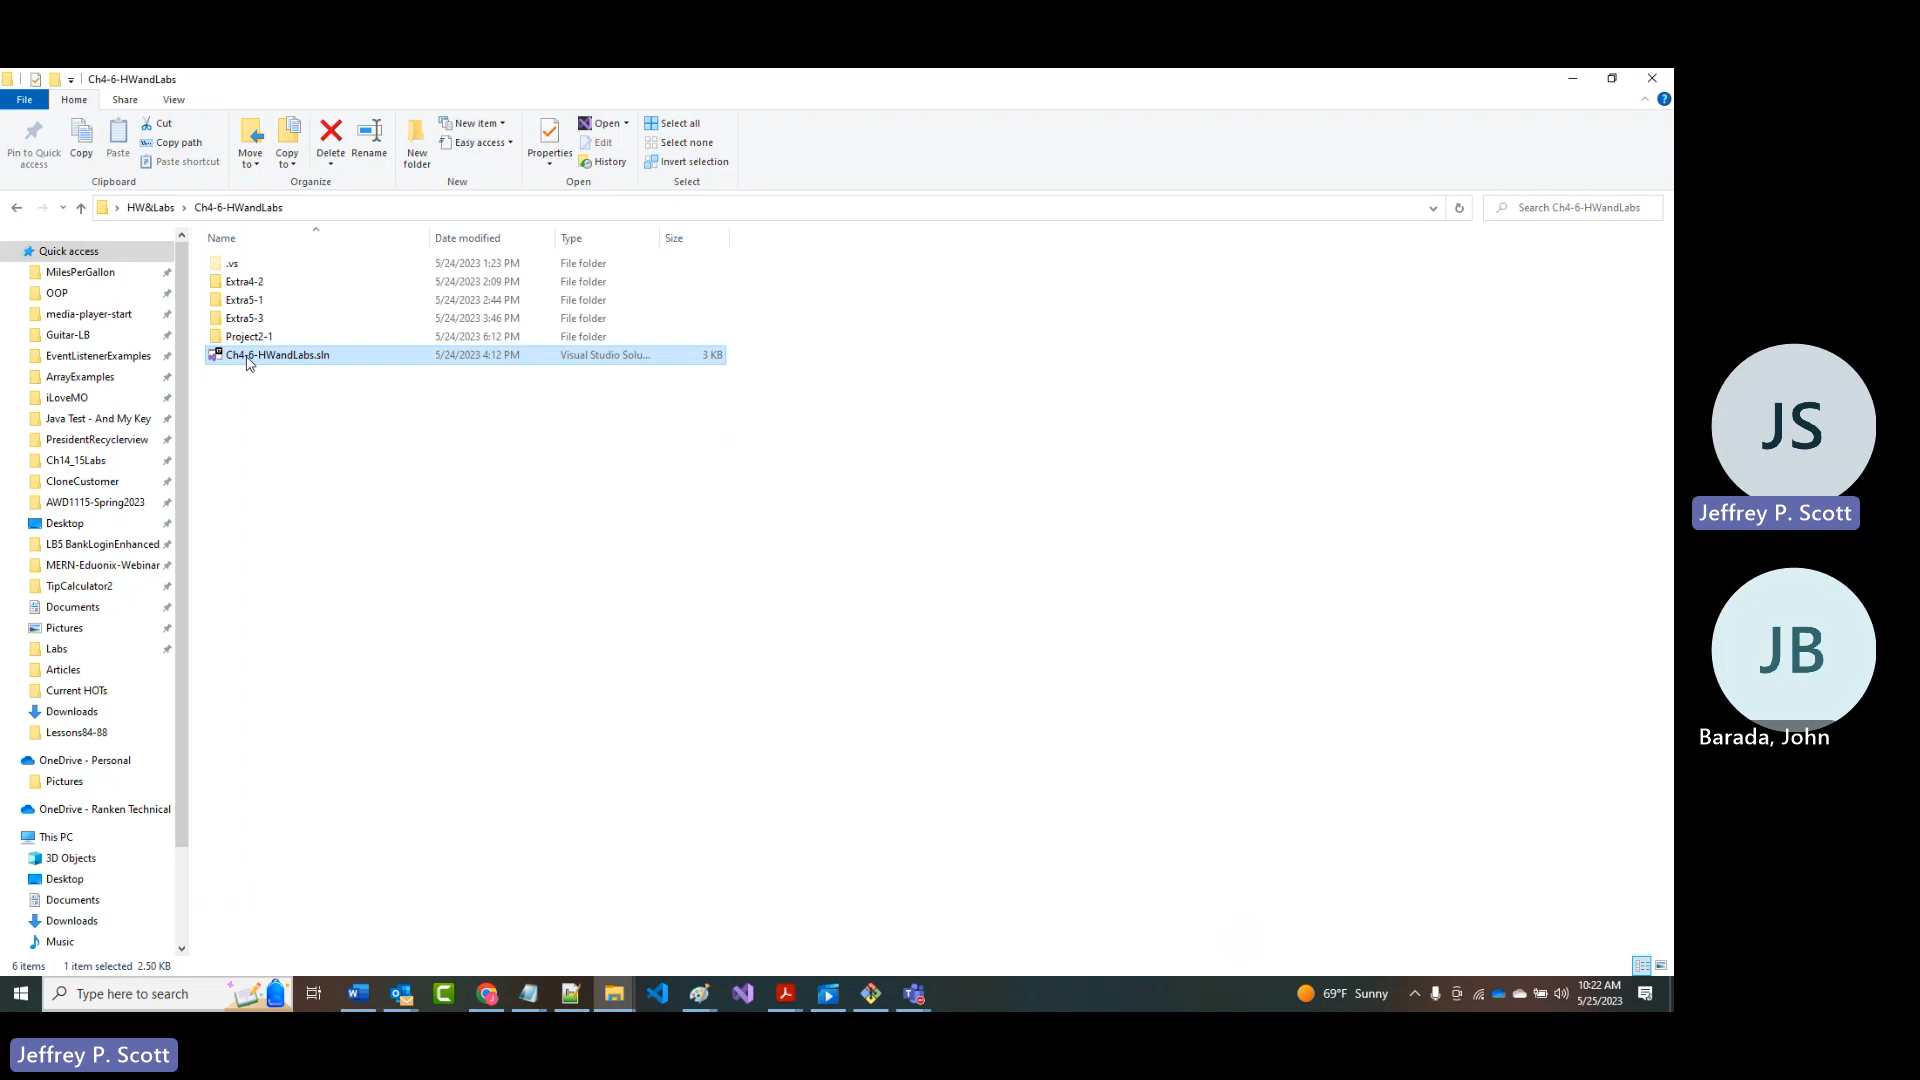 Ch4-6-HWandLabs
File
Home
Share
View
Pin to Quick access
Copy
Paste
Cut
Copy path
Paste shortcut
Clipboard
Move to
Copy to
Delete
Rename
Organize
New folder
New item
Easy access
New
Properties
Open
Edit
History
Open
Select all
Select none
Invert selection
Select
HW&Labs
Ch4-6-HWandLabs
Search Ch4-6-HWandLabs
Name
Date modified
Type
Size
.vs 5/24/2023 1:23 PM File folder
Extra4-2 5/24/2023 2:09 PM File folder
Extra5-1 5/24/2023 2:44 PM File folder
Extra5-3 5/24/2023 3:46 PM File folder
Project2-1 5/24/2023 6:12 PM File folder
Ch4-6-HWandLabs.sln 5/24/2023 4:12 PM Visual Studio Solu... 3 KB
Quick access
MilesPerGallon
OOP
media-player-start
Guitar-LB
EventListenerExamples
ArrayExamples
iLoveMO
Java Test - And My Key
PresidentRecyclerview
Ch14_15Labs
CloneCustomer
AWD1115-Spring2023
Desktop
LB5 BankLoginEnhanced
MERN-Eduonix-Webinar
TipCalculator2
Documents
Pictures
Labs
Articles
Current HOTs
Downloads
Lessons84-88
OneDrive - Personal
Pictures
OneDrive - Ranken Technical
This PC
3D Objects
Desktop
Documents
Downloads
Music
6 items 1 item selected 2.50 KB
Type here to search
69°F Sunny
10:22 AM
5/25/2023
JS
Jeffrey P. Scott
JB
Barada, John
Jeffrey P. Scott